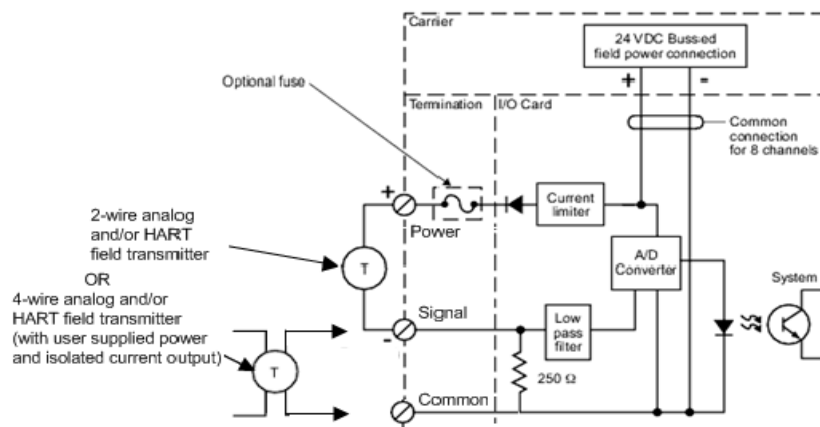 Carrier
24 VDC Bussed
field power connection
+
-
Optional fuse
Termination
I/O Card
Common
connection
for 8 channels
+
Current
limiter
Power
2-wire analog
and/or HART
field transmitter
T
A/D
Converter
System
OR
4-wire analog and/or
HART field transmitter
(with user supplied power
and isolated current output)
Signal
-
Low
pass
filter
T
250 Ω
Common